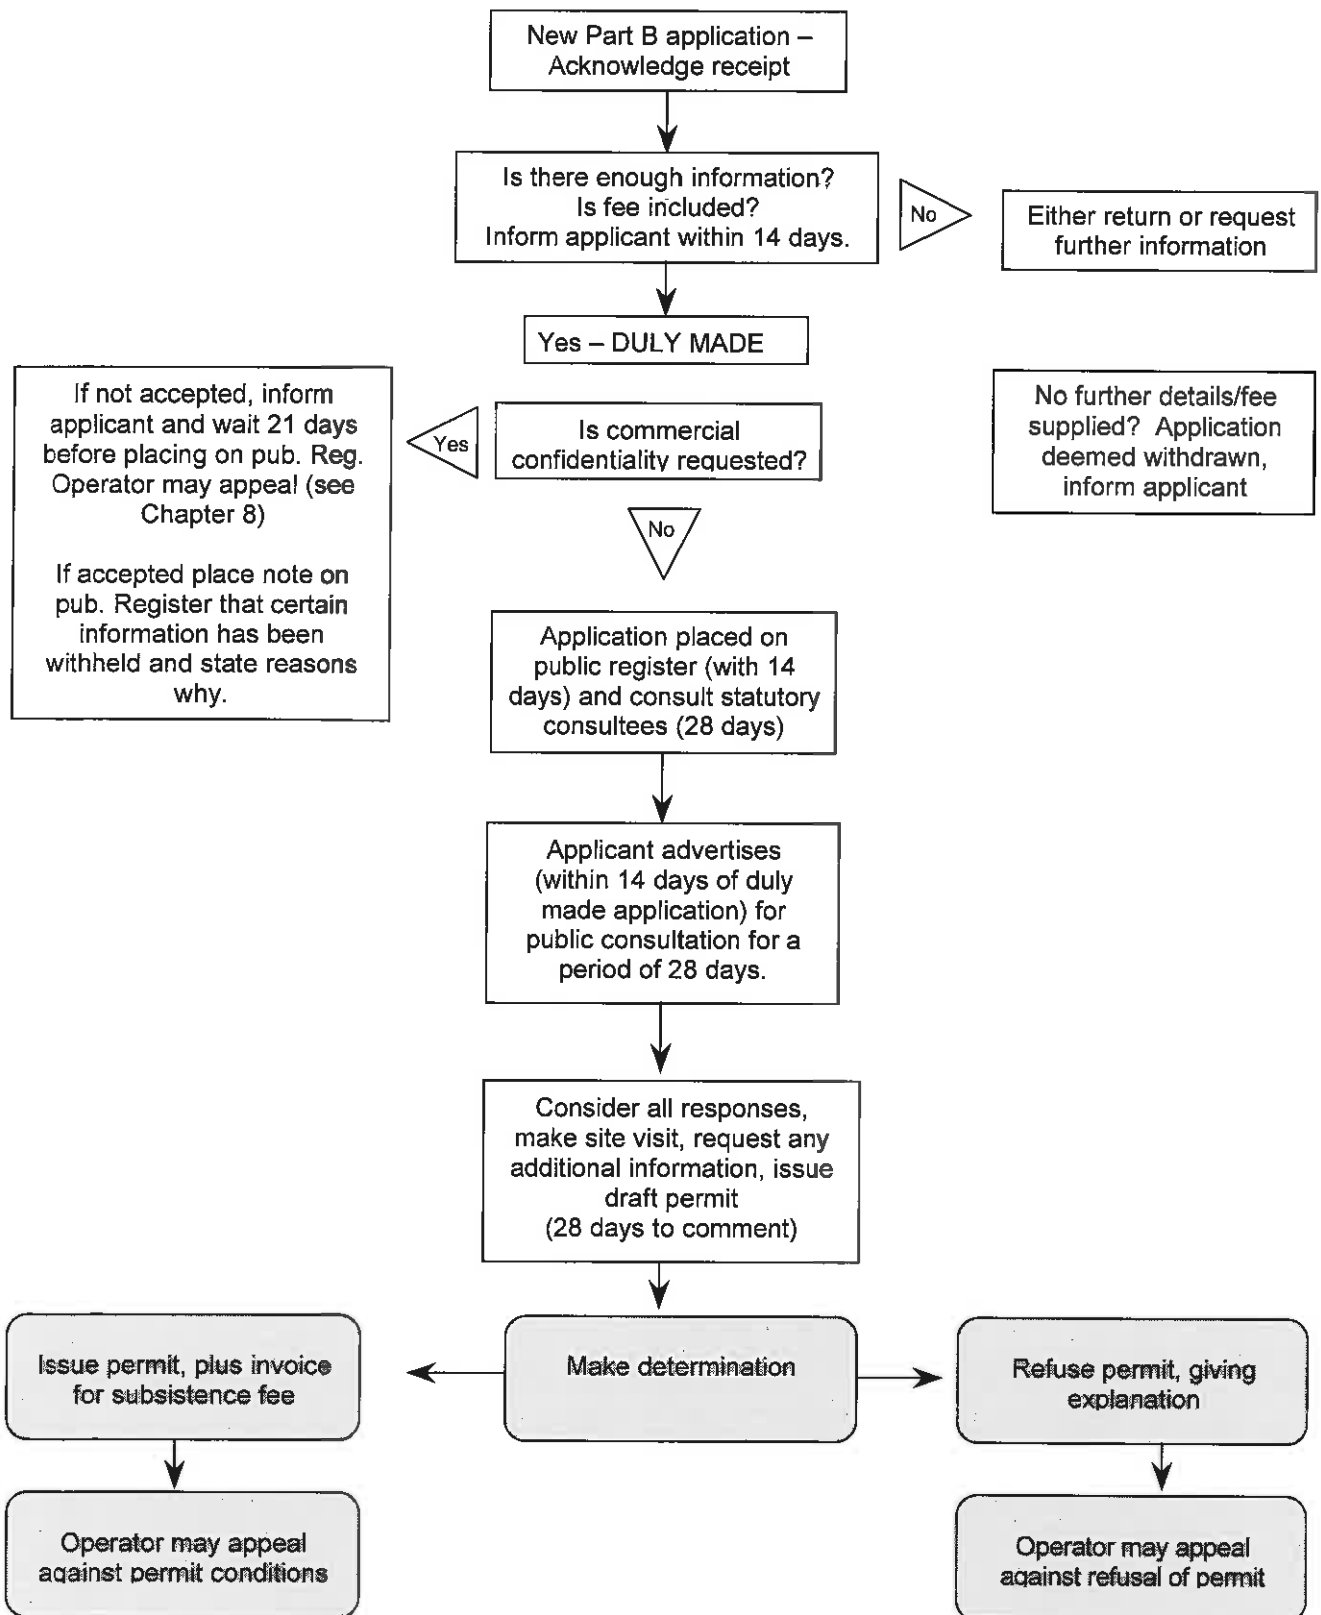 New Part B application –
Acknowledge receipt
Is there enough information?
Is fee included?
Inform applicant within 14 days.
No
Either return or request
further information
Yes – DULY MADE
If not accepted, inform
applicant and wait 21 days
before placing on pub. Reg.
Operator may appeal (see
Chapter 8)
If accepted place note on
pub. Register that certain
information has been
withheld and state reasons
why.
Yes
Is commercial
confidentiality requested?
No further details/fee
supplied? Application
deemed withdrawn,
inform applicant
No
Application placed on
public register (with 14
days) and consult statutory
consultees (28 days)
Applicant advertises
(within 14 days of duly
made application) for
public consultation for a
period of 28 days.
Consider all responses,
make site visit, request any
additional information, issue
draft permit
(28 days to comment)
Issue permit, plus invoice
for subsistence fee
Make determination
Refuse permit, giving
explanation
Operator may appeal
against permit conditions
Operator may appeal
against refusal of permit